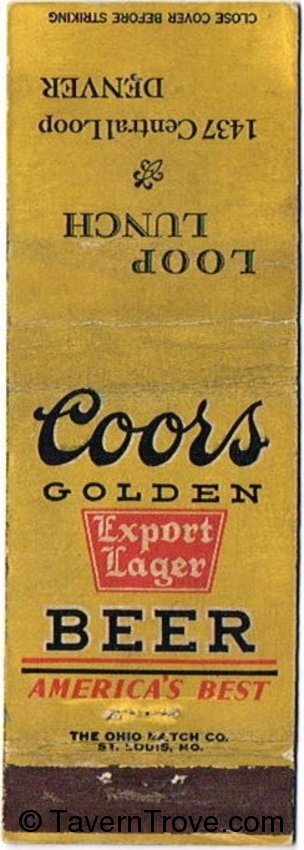 CLOSE COVER BEFORE STRIKING
LOOP
LUNCH
1437 Central Loop
DENVER
Coors
GOLDEN
Export
Lager
BEER
AMERICA'S BEST
THE OHIO MATCH CO.
ST. LOUIS, MO.
© TavernTrove.com